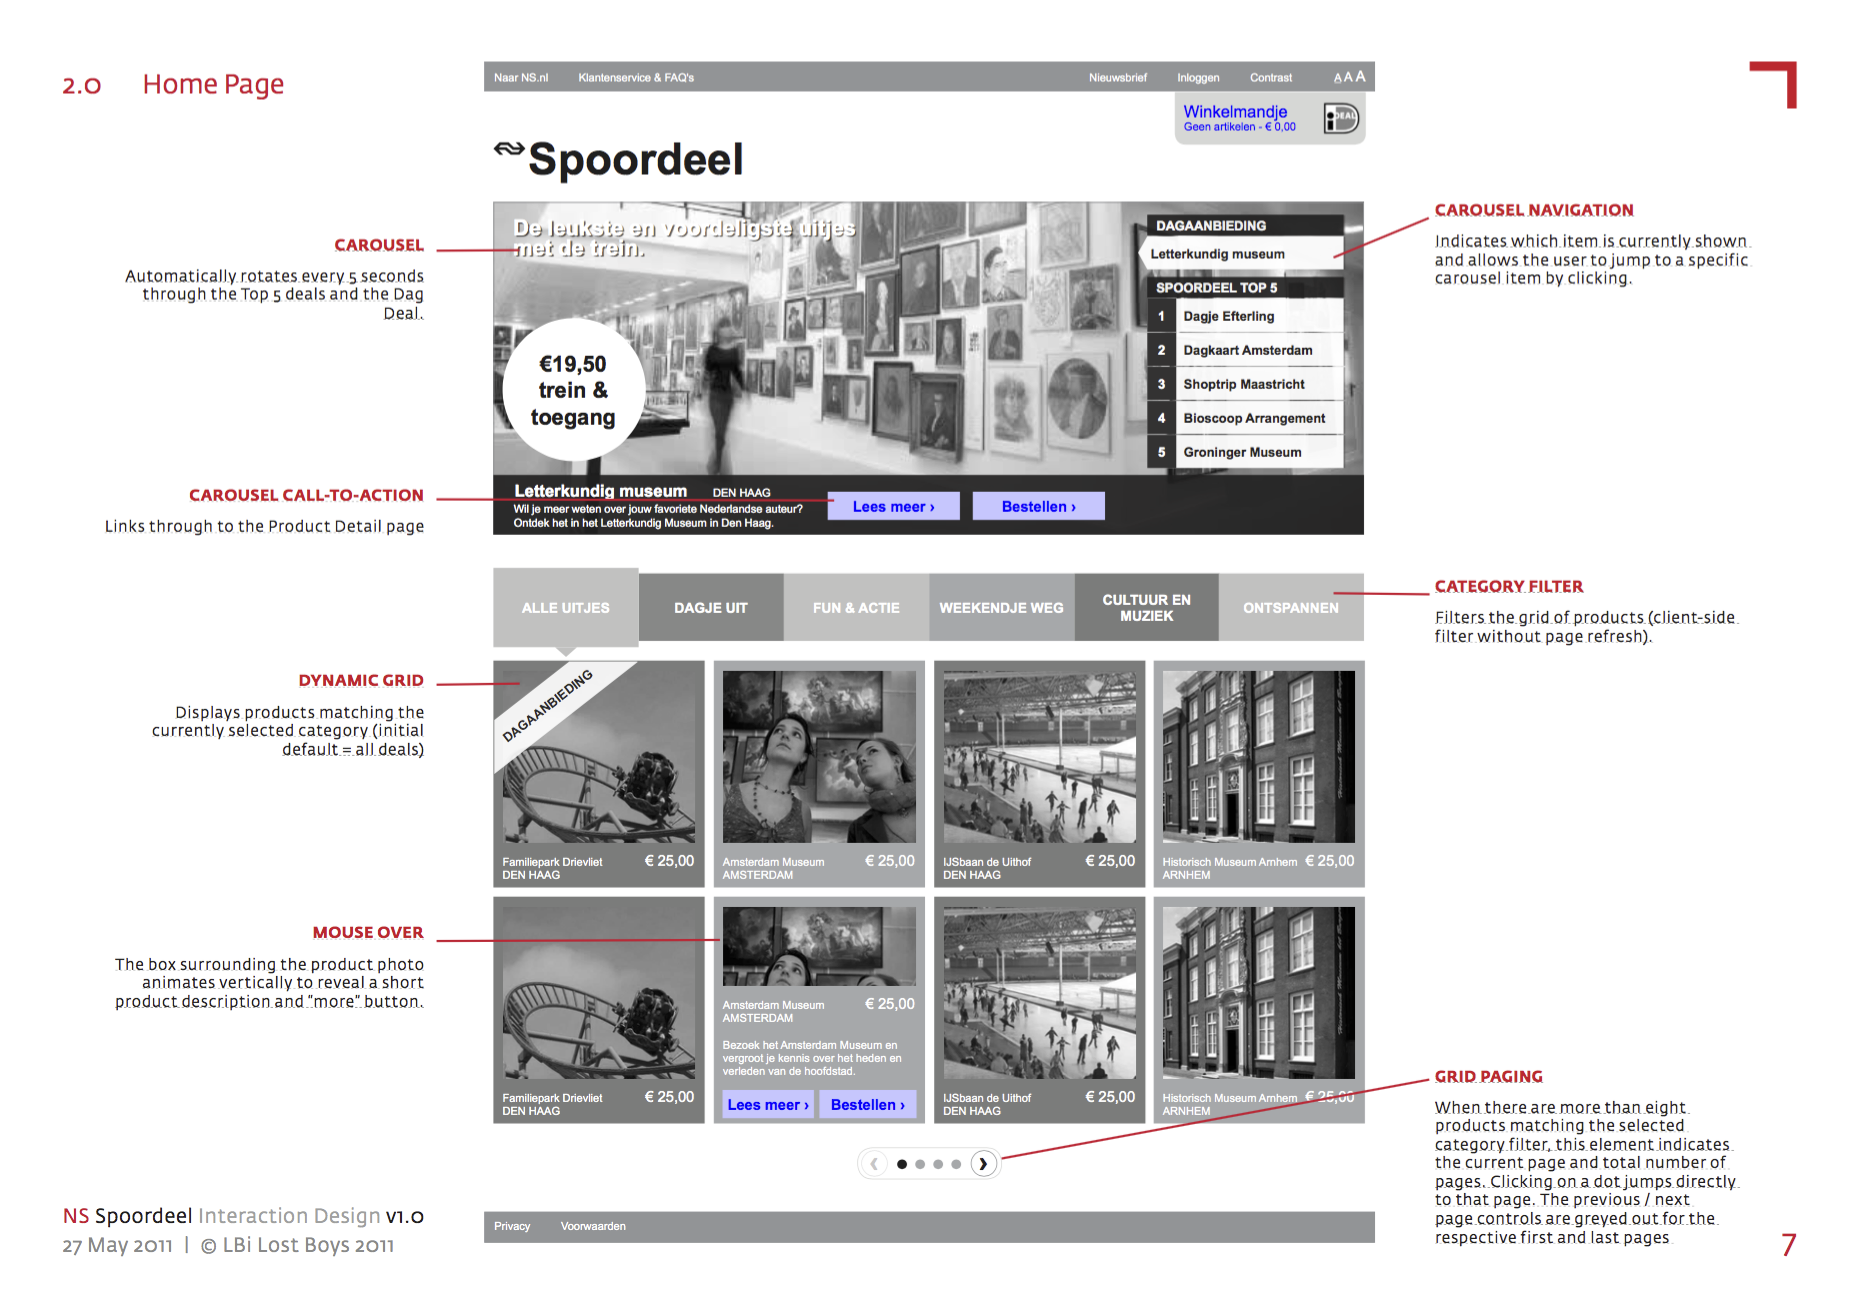 2.0 Home Page
Naar NS.nl Klantenservice & FAQ's Nieuwsbrief Inloggen Contrast A A A
Winkelmandje
Geen artikelen - € 0,00
iDEAL
Spoordeel
CAROUSEL
Automatically rotates every 5 seconds
through the Top 5 deals and the Dag
Deal.
De leukste en voordeligste uitjes
met de trein.
€19,50
trein &
toegang
DAGAANBIEDING
Letterkundig museum
SPOORDEEL TOP 5
1 Dagje Efterling
2 Dagkaart Amsterdam
3 Shoptrip Maastricht
4 Bioscoop Arrangement
5 Groninger Museum
CAROUSEL NAVIGATION
Indicates which item is currently shown
and allows the user to jump to a specific
carousel item by clicking.
CAROUSEL CALL-TO-ACTION
Links through to the Product Detail page
Letterkundig museum DEN HAAG
Wil je meer weten over jouw favoriete Nederlandse auteur?
Ontdek het in het Letterkundig Museum in Den Haag.
Lees meer › Bestellen ›
ALLE UITJES DAGJE UIT FUN & ACTIE WEEKENDJE WEG CULTUUR EN
MUZIEK ONTSPANNEN
CATEGORY FILTER
Filters the grid of products (client-side
filter without page refresh).
DYNAMIC GRID
Displays products matching the
currently selected category (initial
default = all deals)
DAGAANBIEDING
Familiepark Drievliet € 25,00
DEN HAAG
Amsterdam Museum € 25,00
AMSTERDAM
IJSbaan de Uithof € 25,00
DEN HAAG
Historisch Museum Arnhem € 25,00
ARNHEM
MOUSE OVER
The box surrounding the product photo
animates vertically to reveal a short
product description and "more" button.
Familiepark Drievliet € 25,00
DEN HAAG
Amsterdam Museum € 25,00
AMSTERDAM
Bezoek het Amsterdam Museum en
vergroot je kennis over het heden en
verleden van de hoofdstad.
Lees meer › Bestellen ›
IJSbaan de Uithof € 25,00
DEN HAAG
Historisch Museum Arnhem € 25,00
ARNHEM
GRID PAGING
When there are more than eight
products matching the selected
category filter, this element indicates
the current page and total number of
pages. Clicking on a dot jumps directly
to that page. The previous / next
page controls are greyed out for the
respective first and last pages
Privacy Voorwaarden
NS Spoordeel Interaction Design v1.0
27 May 2011 | © LBi Lost Boys 2011
7